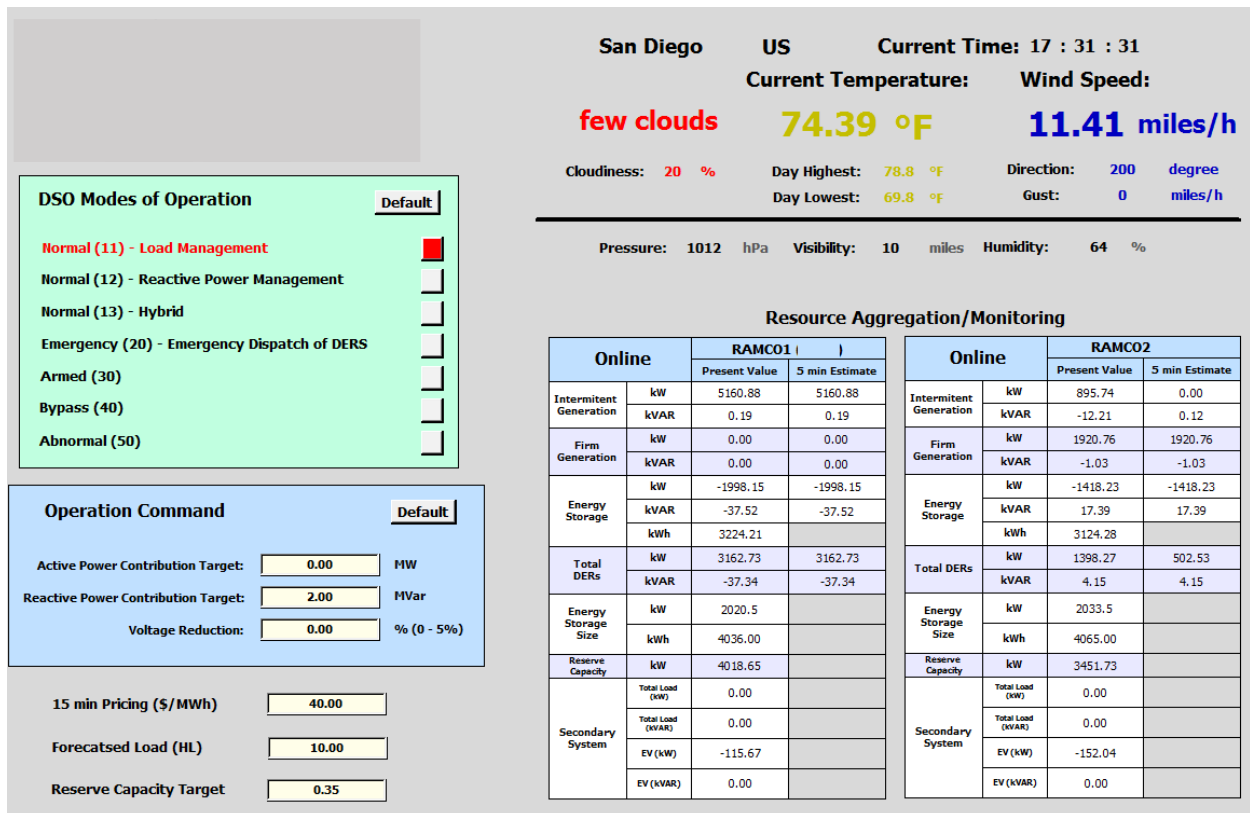 San Diego US Current Time: 17 : 31 : 31
Current Temperature: Wind Speed:
few clouds 74.39 °F 11.41 miles/h
Cloudiness: 20 % Day Highest: 78.8 °F Direction: 200 degree
Day Lowest: 69.8 °F Gust: 0 miles/h
Pressure: 1012 hPa Visibility: 10 miles Humidity: 64 %
DSO Modes of Operation Default
Normal (11) - Load Management
Normal (12) - Reactive Power Management
Normal (13) - Hybrid
Emergency (20) - Emergency Dispatch of DERS
Armed (30)
Bypass (40)
Abnormal (50)
Operation Command Default
Active Power Contribution Target: 0.00 MW
Reactive Power Contribution Target: 2.00 MVar
Voltage Reduction: 0.00 % (0 - 5%)
15 min Pricing ($/MWh) 40.00
Forecatsed Load (HL) 10.00
Reserve Capacity Target 0.35
Resource Aggregation/Monitoring
Online RAMCO1 ( )
Present Value 5 min Estimate
Intermitent Generation kW 5160.88 5160.88
kVAR 0.19 0.19
Firm Generation kW 0.00 0.00
kVAR 0.00 0.00
Energy Storage kW -1998.15 -1998.15
kVAR -37.52 -37.52
kWh 3224.21
Total DERs kW 3162.73 3162.73
kVAR -37.34 -37.34
Energy Storage Size kW 2020.5
kWh 4036.00
Reserve Capacity kW 4018.65
Secondary System Total Load (kW) 0.00
Total Load (kVAR) 0.00
EV (kW) -115.67
EV (kVAR) 0.00
Online RAMCO2
Present Value 5 min Estimate
Intermitent Generation kW 895.74 0.00
kVAR -12.21 0.12
Firm Generation kW 1920.76 1920.76
kVAR -1.03 -1.03
Energy Storage kW -1418.23 -1418.23
kVAR 17.39 17.39
kWh 3124.28
Total DERs kW 1398.27 502.53
kVAR 4.15 4.15
Energy Storage Size kW 2033.5
kWh 4065.00
Reserve Capacity kW 3451.73
Secondary System Total Load (kW) 0.00
Total Load (kVAR) 0.00
EV (kW) -152.04
EV (kVAR) 0.00